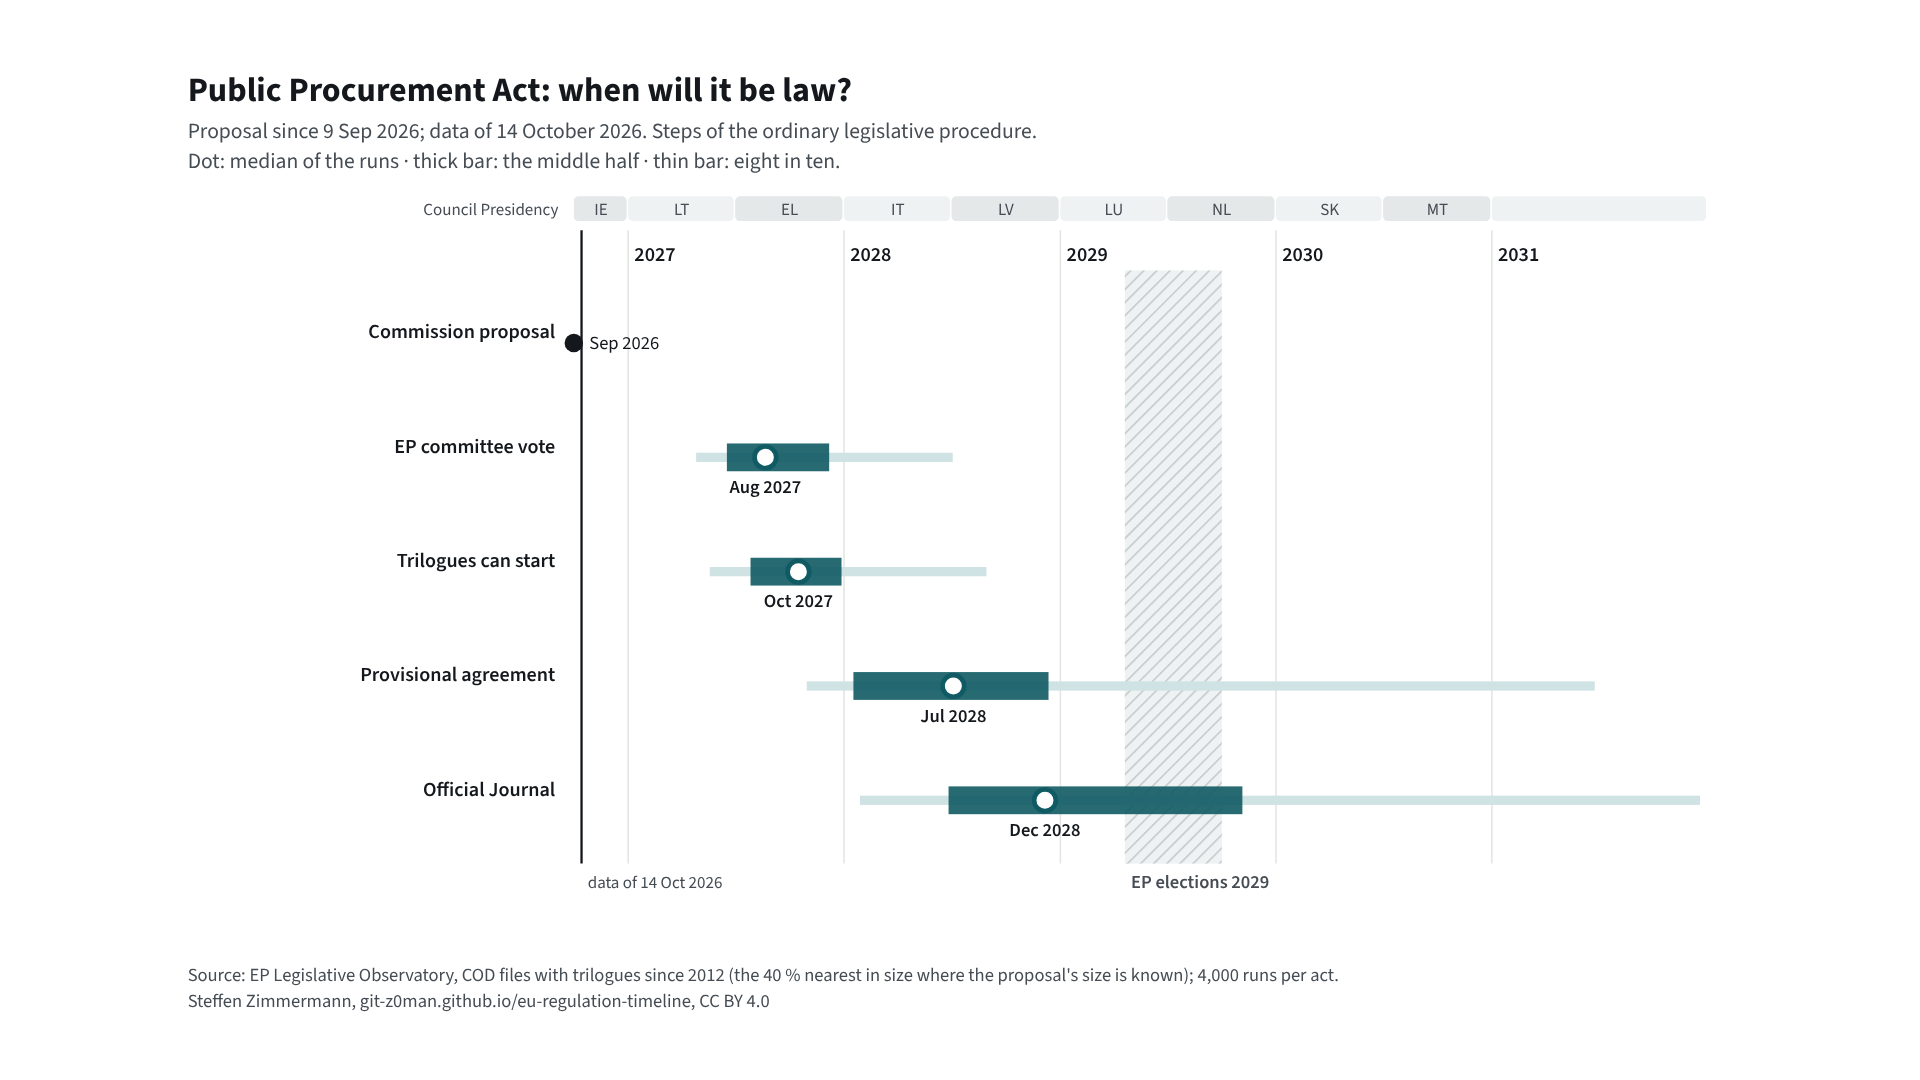 Public Procurement Act: when will it be law?
Proposal since 9 Sep 2026; data of 14 October 2026. Steps of the ordinary legislative procedure.
Dot: median of the runs · thick bar: the middle half · thin bar: eight in ten.
Council Presidency IE LT EL IT LV LU NL SK MT
2027 2028 2029 2030 2031
Commission proposal
Sep 2026
EP committee vote
Aug 2027
Trilogues can start
Oct 2027
Provisional agreement
Jul 2028
Official Journal
Dec 2028
data of 14 Oct 2026 EP elections 2029
Source: EP Legislative Observatory, COD files with trilogues since 2012 (the 40 % nearest in size where the proposal's size is known); 4,000 runs per act.
Steffen Zimmermann, git-z0man.github.io/eu-regulation-timeline, CC BY 4.0